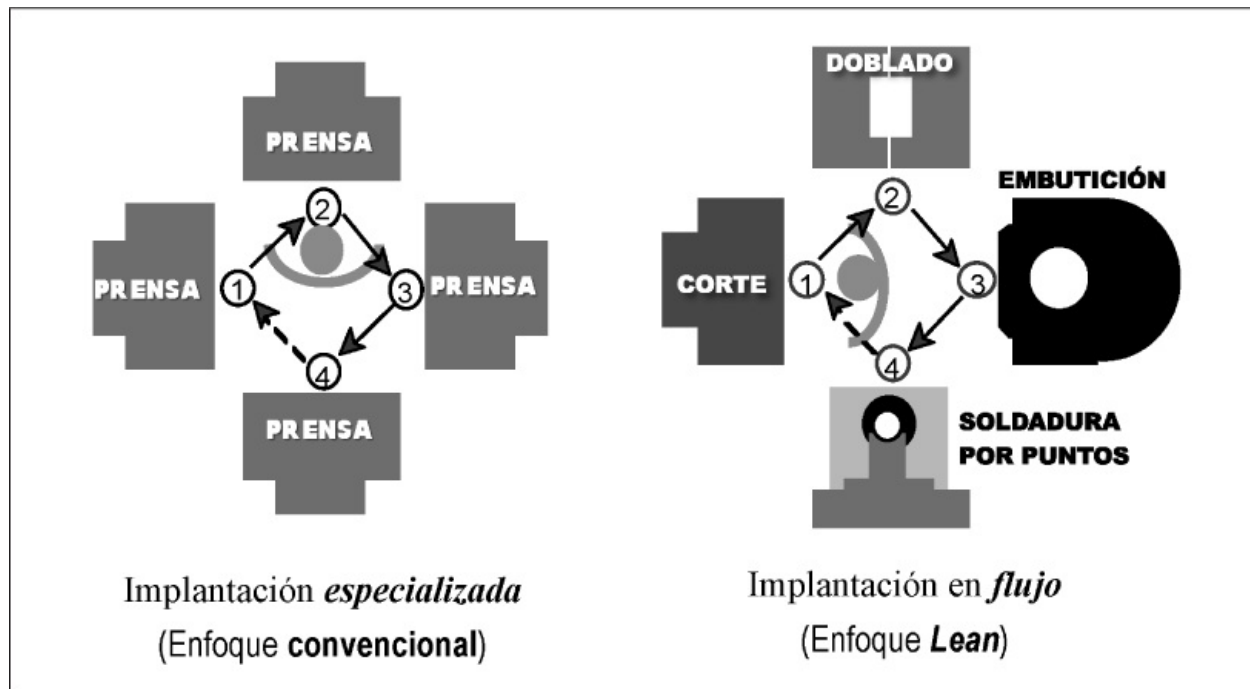 PRENSA
PRENSA
PRENSA
PRENSA
1
2
3
4
Implantación especializada
(Enfoque convencional)
DOBLADO
EMBUTICIÓN
CORTE
1
2
3
4
SOLDADURA
POR PUNTOS
Implantación en flujo
(Enfoque Lean)